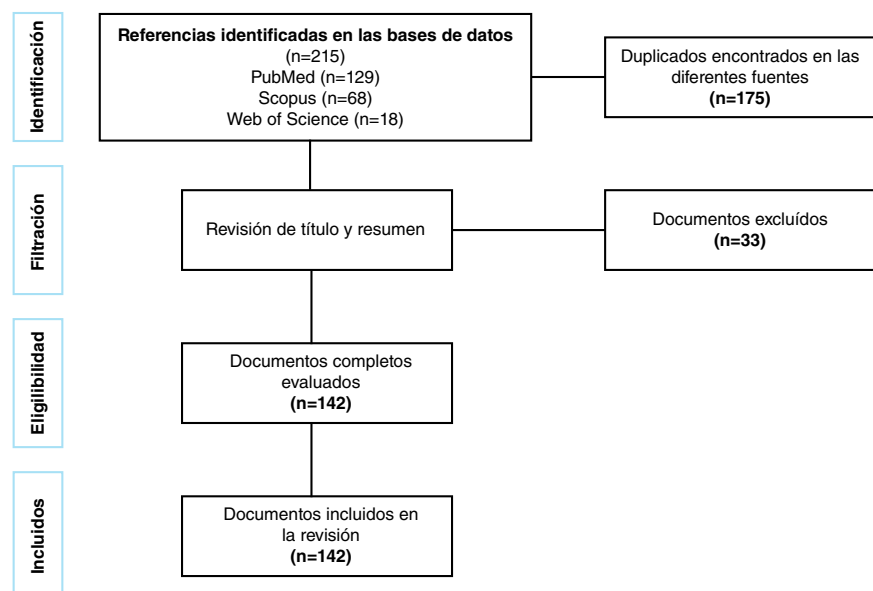 Identificación
Referencias identificadas en las bases de datos
(n=215)
PubMed (n=129)
Scopus (n=68)
Web of Science (n=18)
Duplicados encontrados en las
diferentes fuentes
(n=175)
Filtración
Revisión de título y resumen
Documentos excluídos
(n=33)
Eligilibilidad
Documentos completos
evaluados
(n=142)
Incluidos
Documentos incluidos en
la revisión
(n=142)